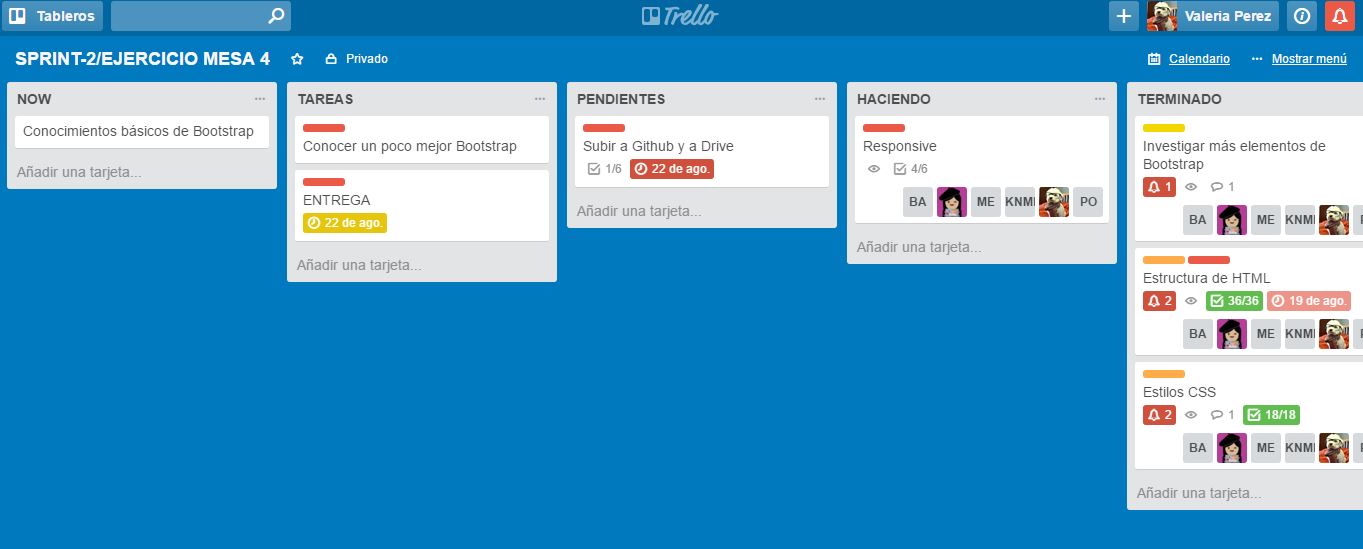 Tableros
Trello
Valeria Perez
SPRINT-2/EJERCICIO MESA 4
Privado
Calendario
Mostrar menú
NOW
Conocimientos básicos de Bootstrap
Añadir una tarjeta...
TAREAS
Conocer un poco mejor Bootstrap
ENTREGA
22 de ago.
Añadir una tarjeta...
PENDIENTES
Subir a Github y a Drive
1/6 22 de ago.
Añadir una tarjeta...
HACIENDO
Responsive
4/6
BA ME KNM PO
Añadir una tarjeta...
TERMINADO
Investigar más elementos de
Bootstrap
1 1
BA ME KNM
Estructura de HTML
2 36/36 19 de ago.
BA ME KNM
Estilos CSS
2 1 18/18
BA ME KNM
Añadir una tarjeta...